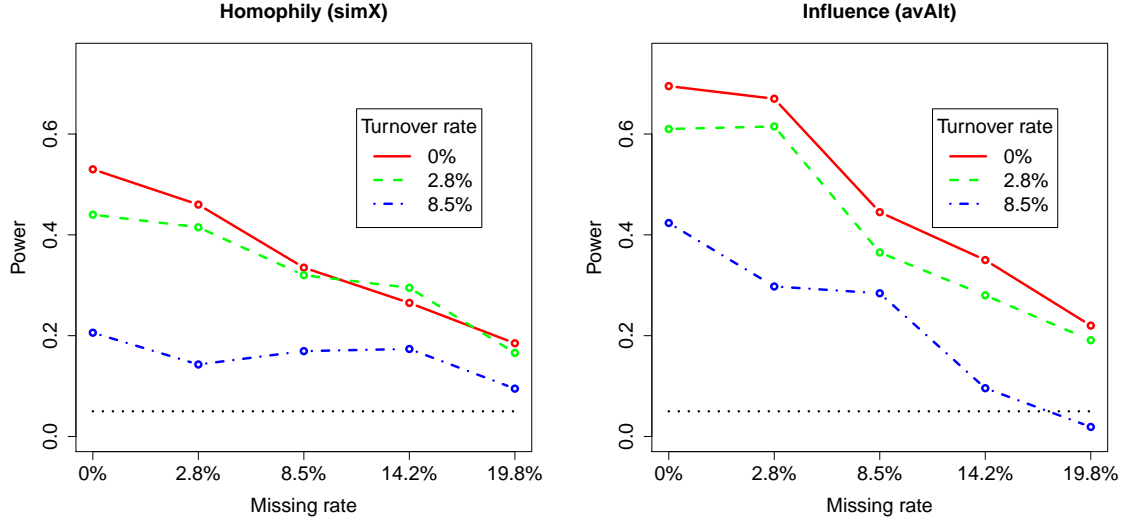 Homophily (simX)
Power
0.6
0.4
0.2
0.0
Turnover rate
0%
2.8%
8.5%
0% 2.8% 8.5% 14.2% 19.8%
Missing rate
Influence (avAlt)
Power
0.6
0.4
0.2
0.0
Turnover rate
0%
2.8%
8.5%
0% 2.8% 8.5% 14.2% 19.8%
Missing rate